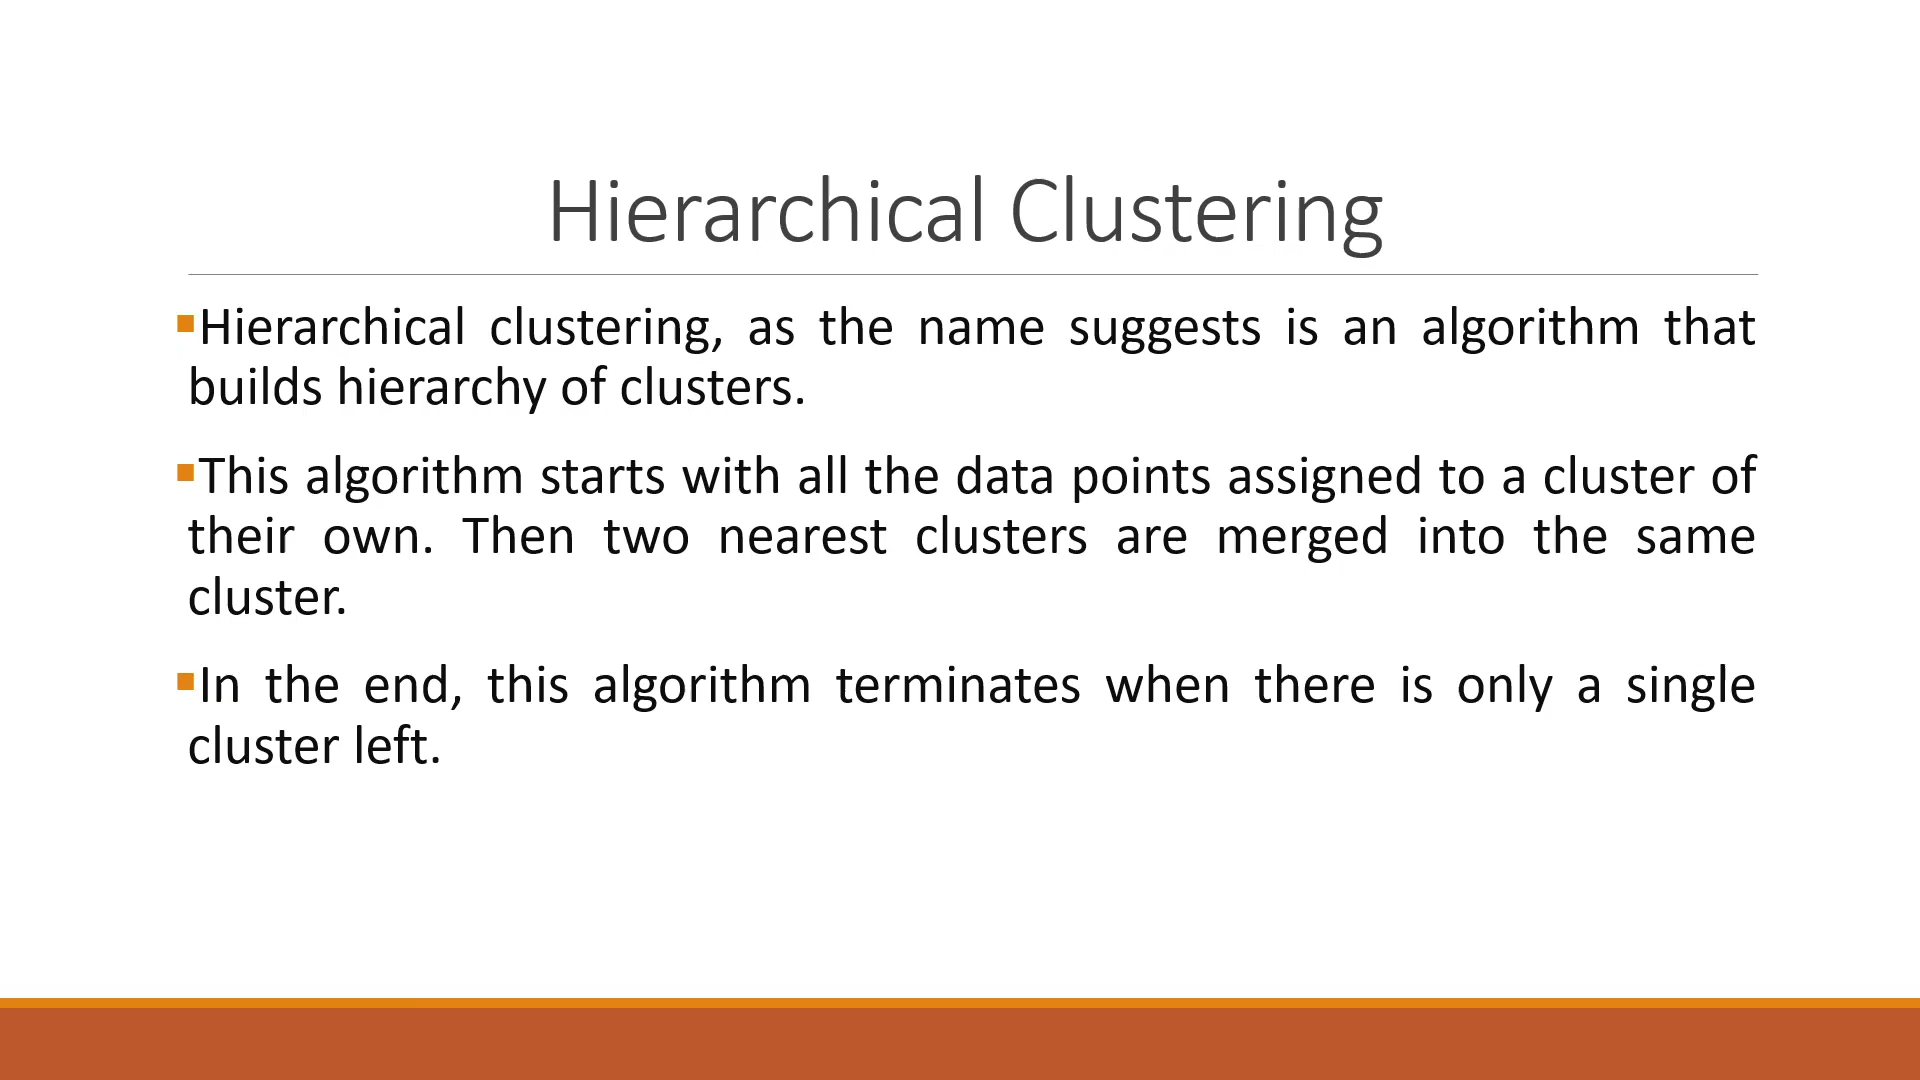 Hierarchical Clustering
▪Hierarchical clustering, as the name suggests is an algorithm that
builds hierarchy of clusters.
▪This algorithm starts with all the data points assigned to a cluster of
their own. Then two nearest clusters are merged into the same
cluster.
▪In the end, this algorithm terminates when there is only a single
cluster left.